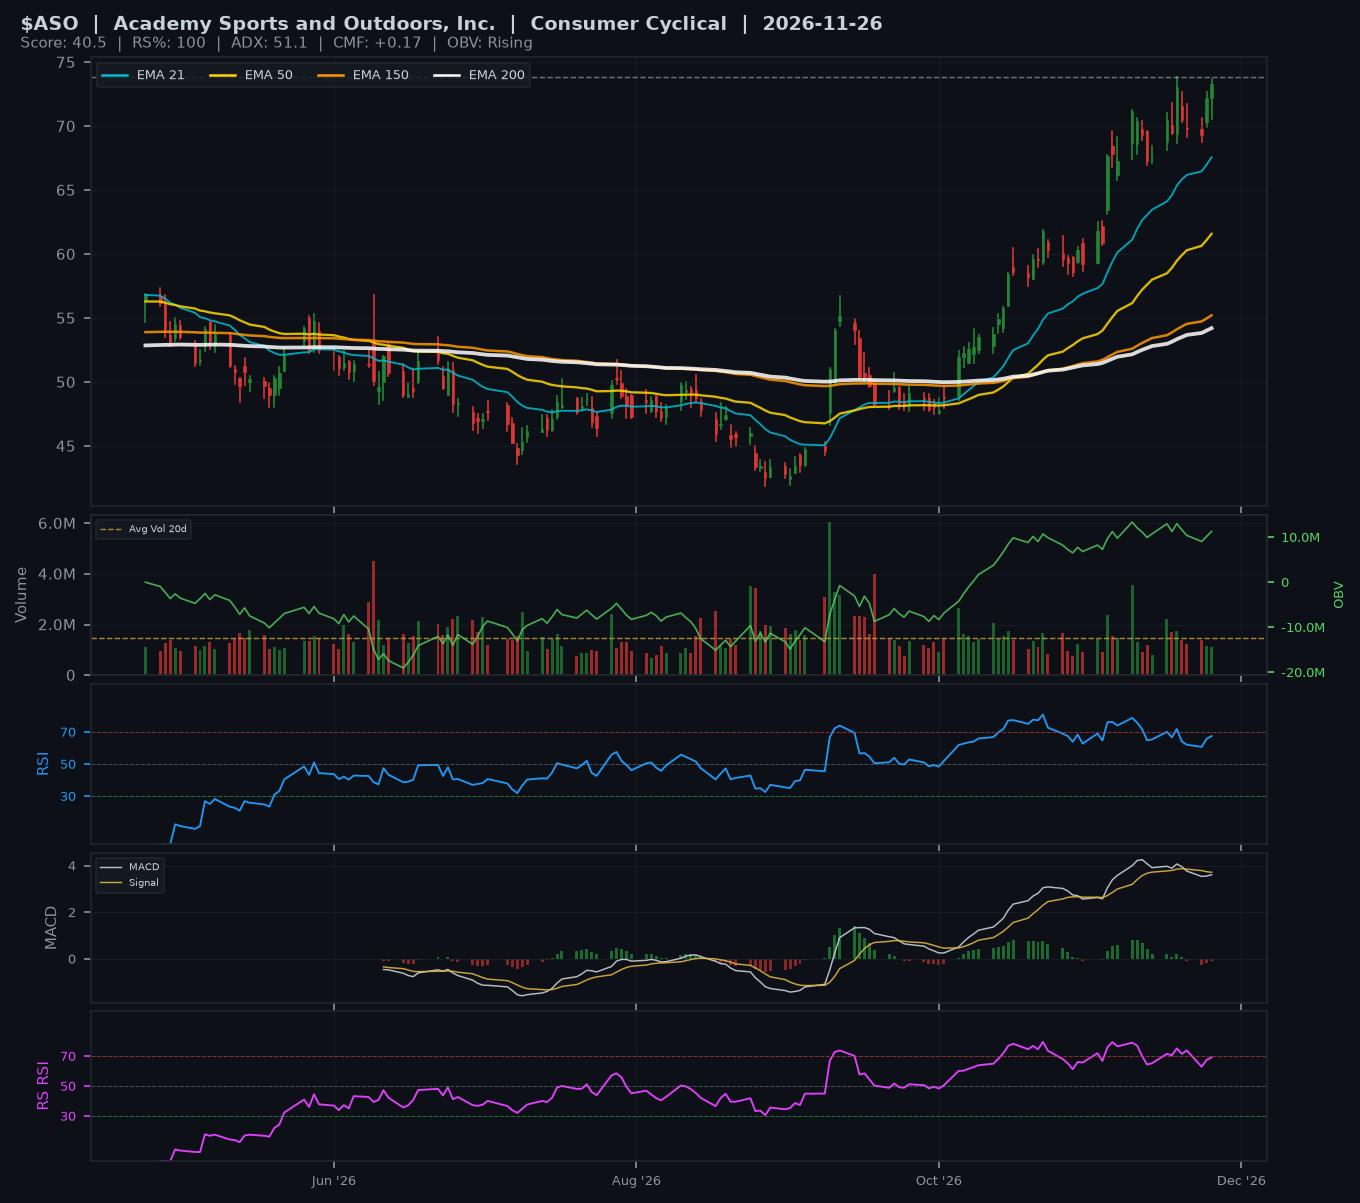 $ASO | Academy Sports and Outdoors, Inc. | Consumer Cyclical | 2026-11-26
Score: 40.5 | RS%: 100 | ADX: 51.1 | CMF: +0.17 | OBV: Rising
EMA 21 EMA 50 EMA 150 EMA 200
75
70
65
60
55
50
45
Avg Vol 20d
6.0M
4.0M
2.0M
0
Volume
10.0M
0
-10.0M
-20.0M
OBV
70
50
30
RSI
MACD
Signal
4
2
0
MACD
70
50
30
RS RSI
Jun '26 Aug '26 Oct '26 Dec '26